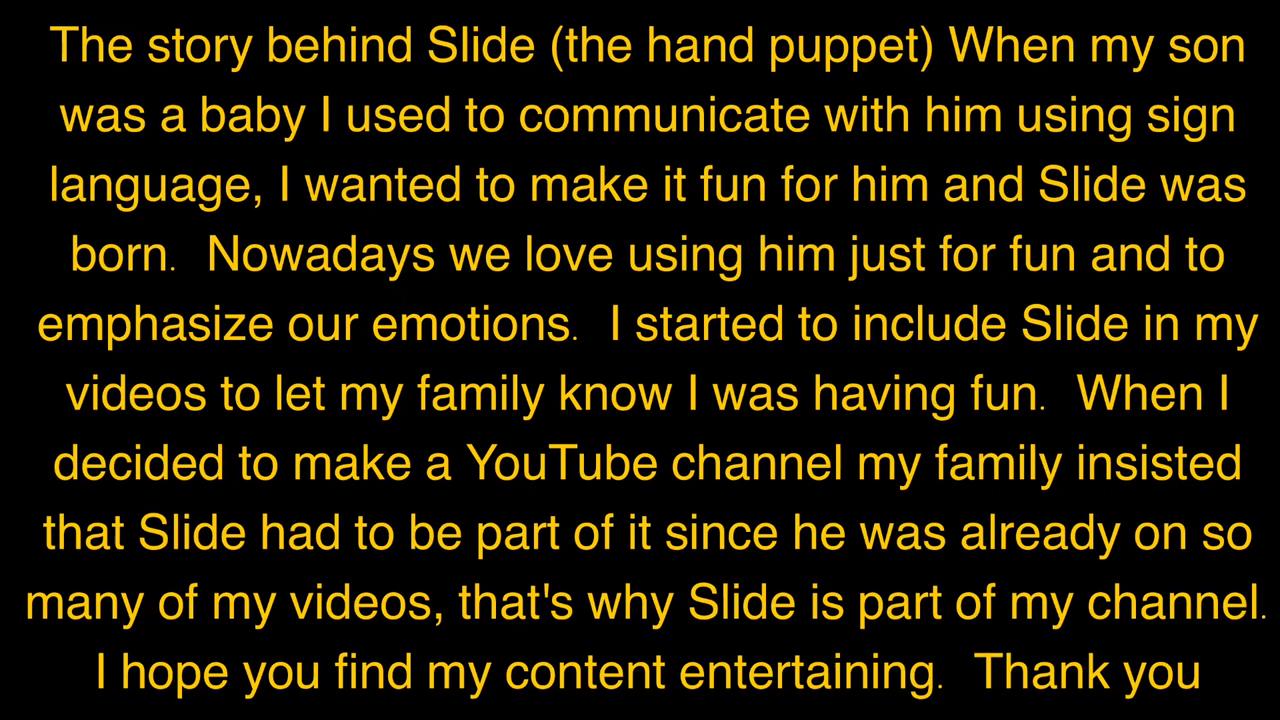 The story behind Slide (the hand puppet) When my son
was a baby I used to communicate with him using sign
language, I wanted to make it fun for him and Slide was
born.  Nowadays we love using him just for fun and to
emphasize our emotions.  I started to include Slide in my
videos to let my family know I was having fun.  When I
decided to make a YouTube channel my family insisted
that Slide had to be part of it since he was already on so
many of my videos, that's why Slide is part of my channel.
I hope you find my content entertaining.  Thank you